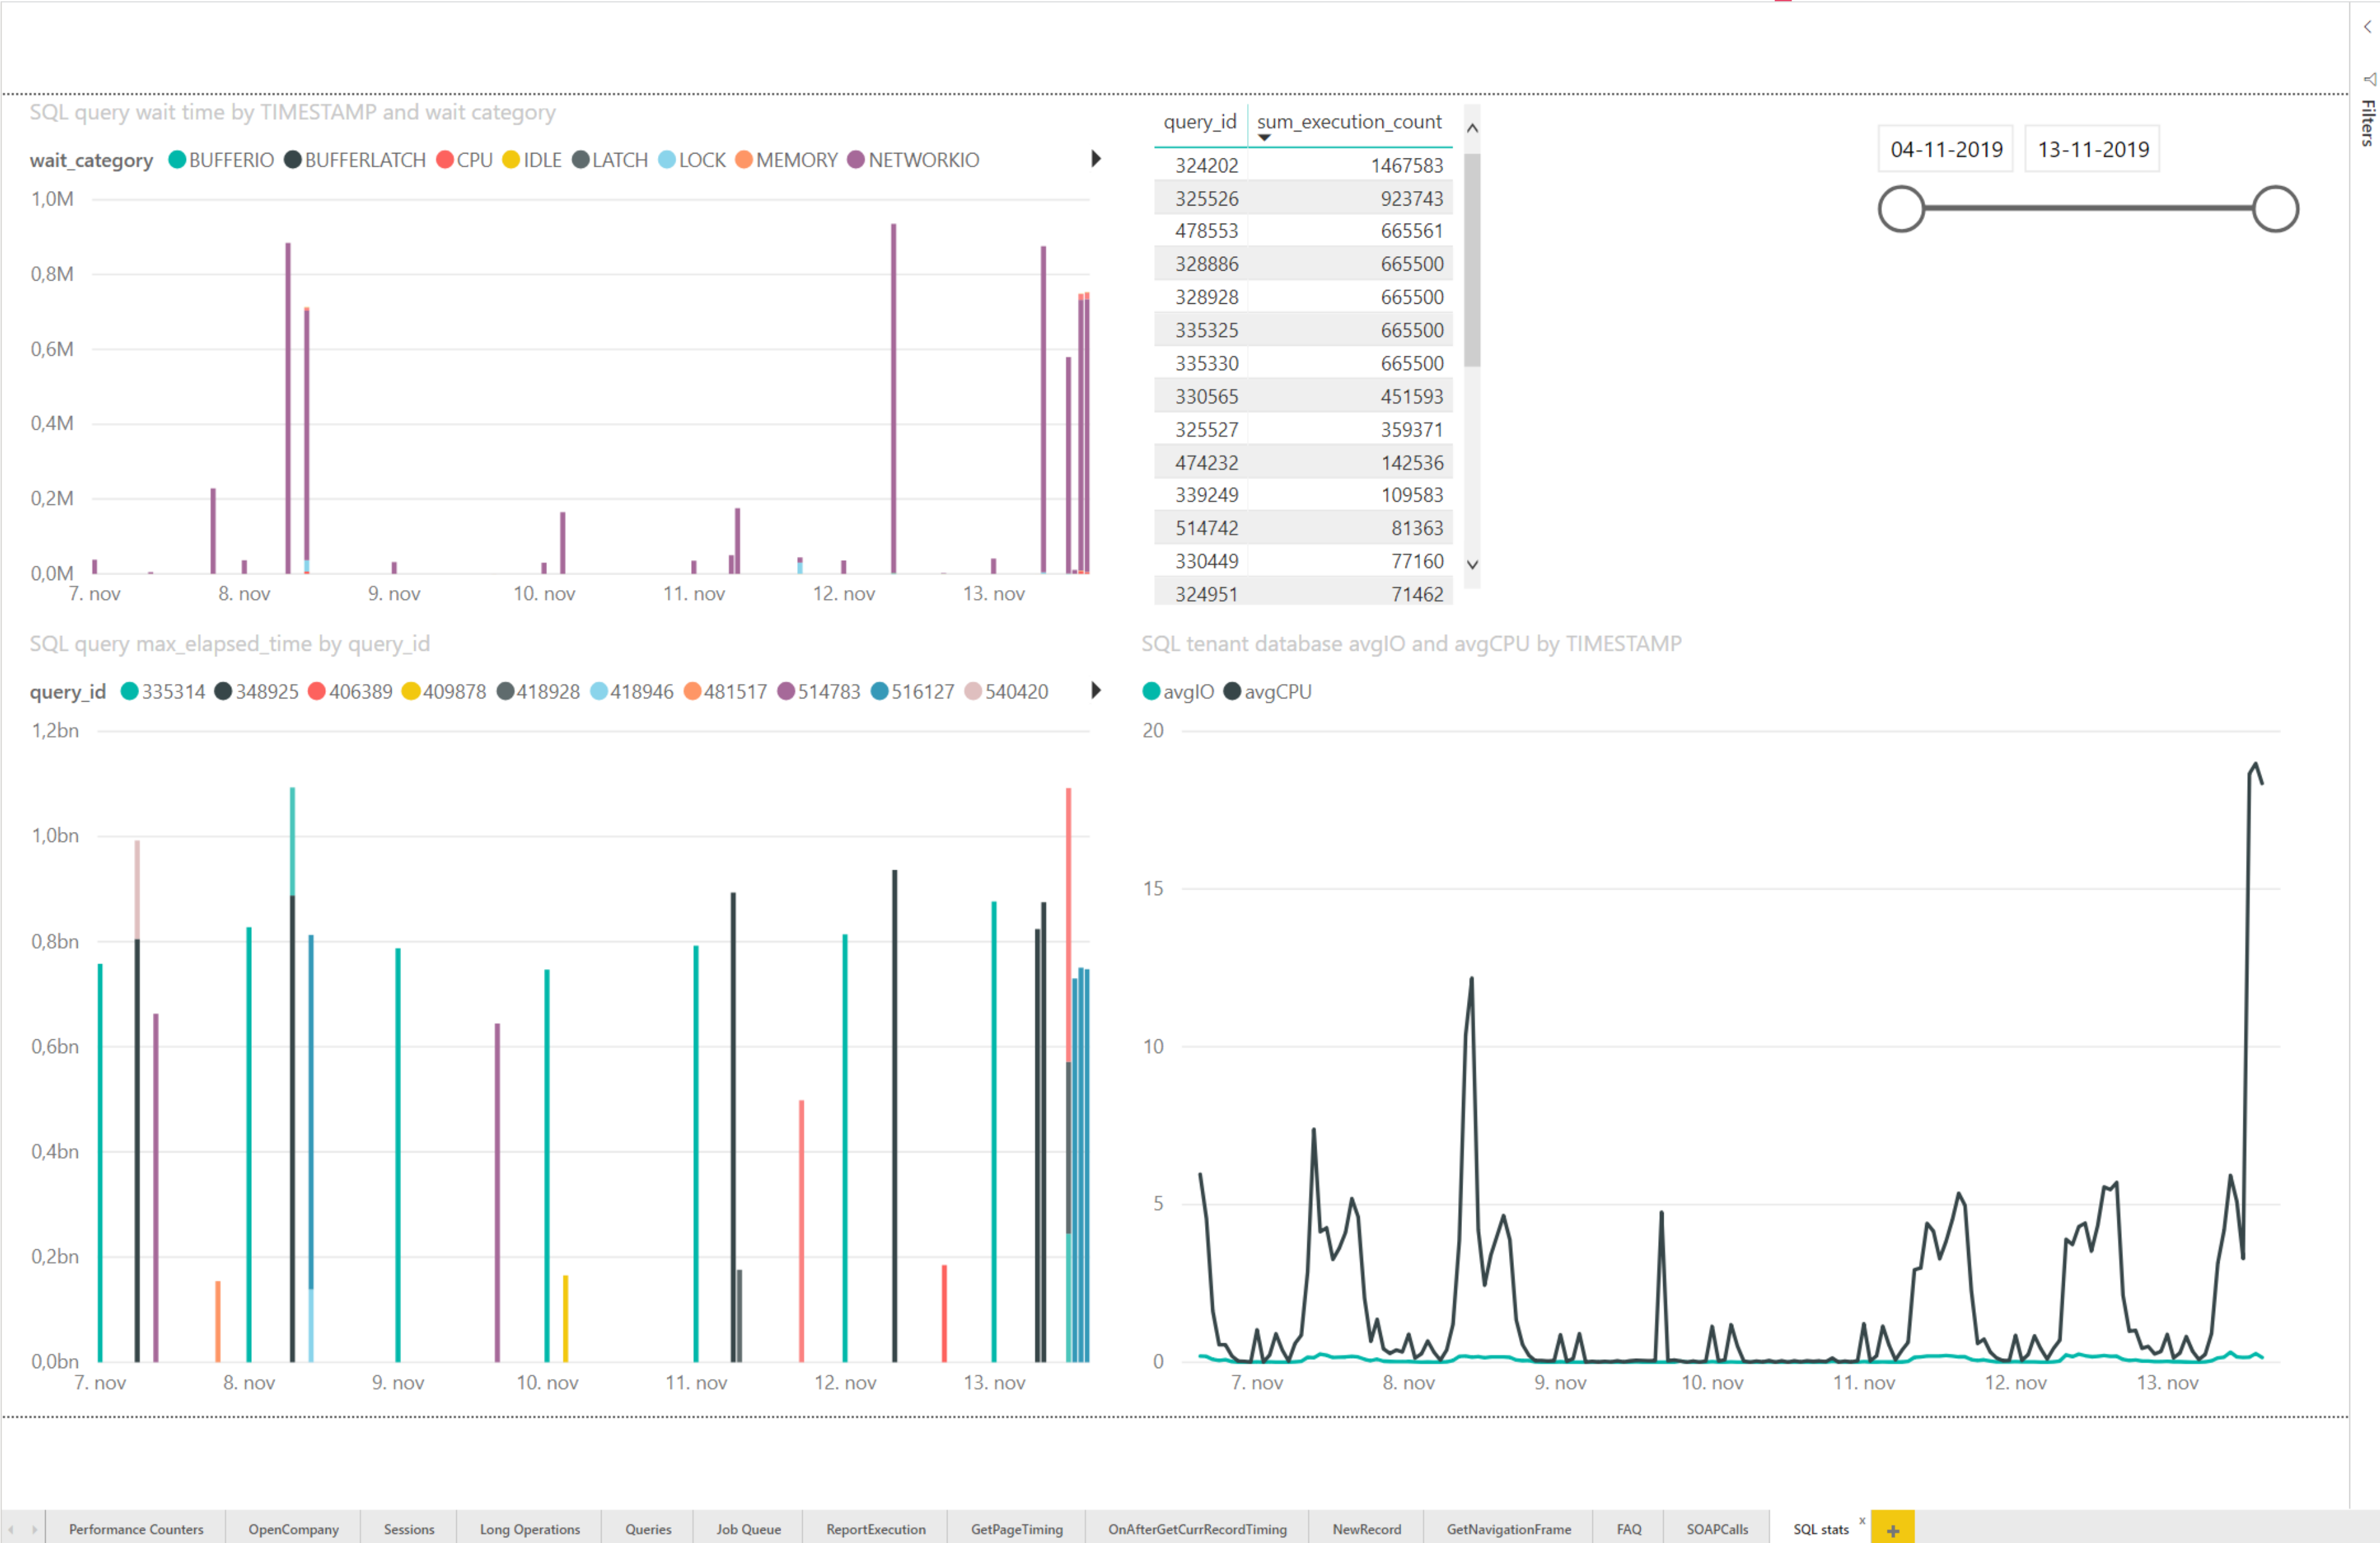 SQL query wait time by TIMESTAMP and wait category
wait_category BUFFERIO BUFFERLATCH CPU IDLE LATCH LOCK MEMORY NETWORKIO
1,0M
0,8M
0,6M
0,4M
0,2M
0,0M
7. nov 8. nov 9. nov 10. nov 11. nov 12. nov 13. nov
query_id sum_execution_count
324202 1467583
325526 923743
478553 665561
328886 665500
328928 665500
335325 665500
335330 665500
330565 451593
325527 359371
474232 142536
339249 109583
514742 81363
330449 77160
324951 71462
04-11-2019 13-11-2019
Filters
SQL query max_elapsed_time by query_id
query_id 335314 348925 406389 409878 418928 418946 481517 514783 516127 540420
1,2bn
1,0bn
0,8bn
0,6bn
0,4bn
0,2bn
0,0bn
7. nov 8. nov 9. nov 10. nov 11. nov 12. nov 13. nov
SQL tenant database avgIO and avgCPU by TIMESTAMP
avgIO avgCPU
20
15
10
5
0
7. nov 8. nov 9. nov 10. nov 11. nov 12. nov 13. nov
Performance Counters OpenCompany Sessions Long Operations Queries Job Queue ReportExecution GetPageTiming OnAfterGetCurrRecordTiming NewRecord GetNavigationFrame FAQ SOAPCalls SQL stats x +